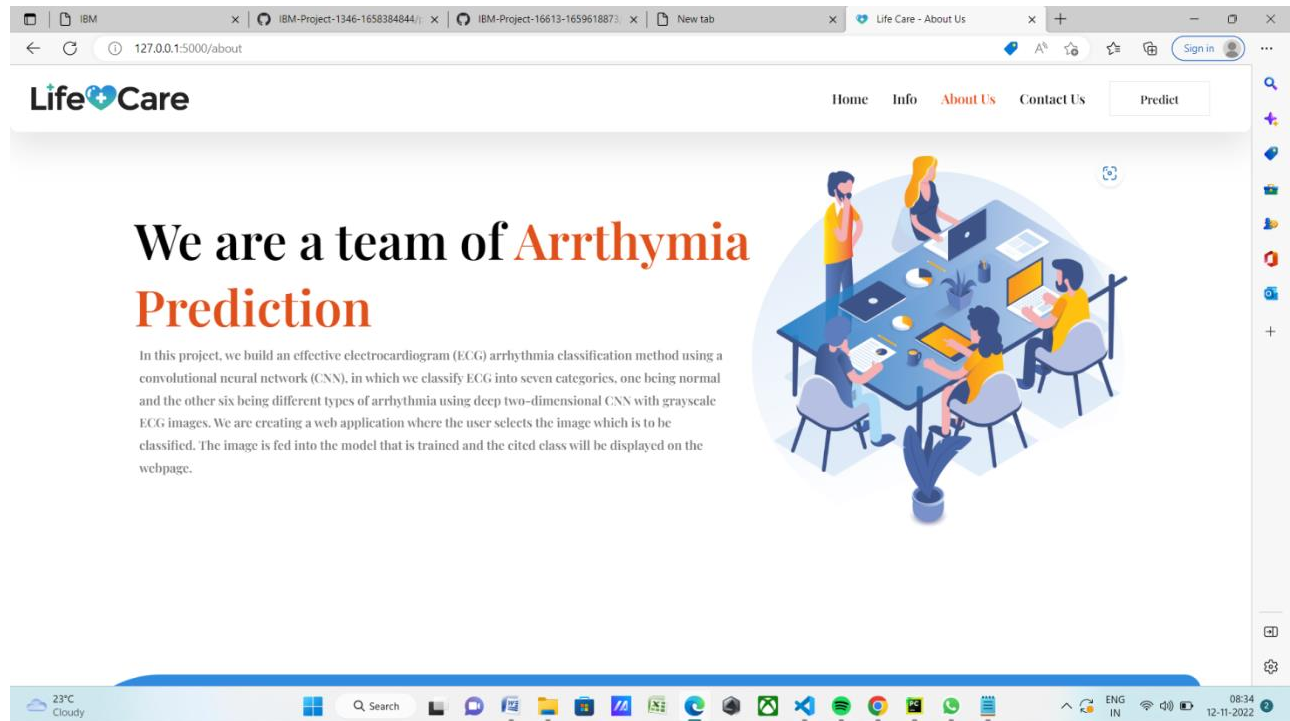 IBM
IBM-Project-1346-1658384844/
IBM-Project-16613-1659618873
New tab
Life Care - About Us
127.0.0.1:5000/about
Sign in
Life Care
Home Info About Us Contact Us Predict
We are a team of Arrthymia
Prediction
In this project, we build an effective electrocardiogram (ECG) arrhythmia classification method using a
convolutional neural network (CNN), in which we classify ECG into seven categories, one being normal
and the other six being different types of arrhythmia using deep two-dimensional CNN with grayscale
ECG images. We are creating a web application where the user selects the image which is to be
classified. The image is fed into the model that is trained and the cited class will be displayed on the
webpage.
23°C
Cloudy
Search
ENG
IN
08:34
12-11-2022
2